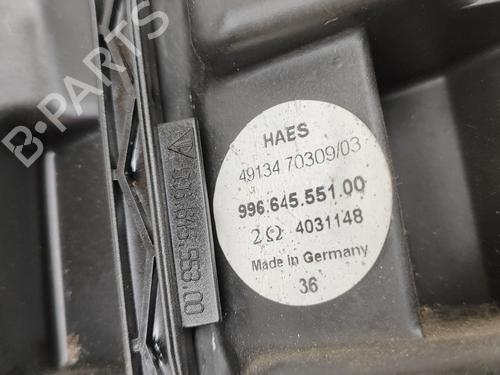 HAES
49134 70309/03
996.645.551.00
2Ω 4031148
Made in Germany
36
B-PARTS